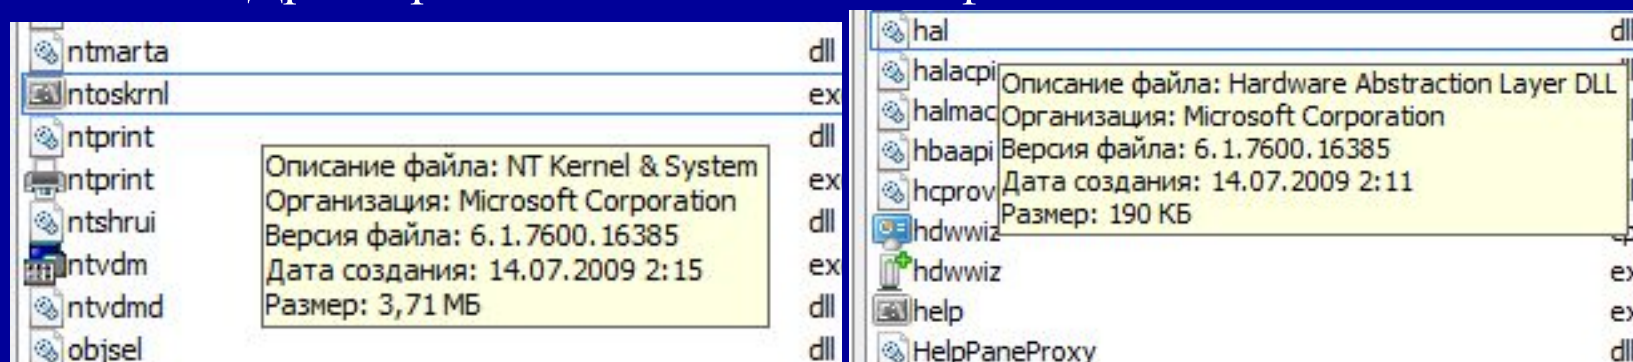 ntmarta dll
ntoskrnl ex
ntprint dll
ntprint ex
ntshrui dll
ntvdm ex
ntvdmd dll
objsel dll
Описание файла: NT Kernel & System
Организация: Microsoft Corporation
Версия файла: 6.1.7600.16385
Дата создания: 14.07.2009 2:15
Размер: 3,71 МБ
hal dll
halacpi
halmac
hbaapi
hcprov
hdwwiz
hdwwiz ex
help ex
HelpPaneProxy dll
Описание файла: Hardware Abstraction Layer DLL
Организация: Microsoft Corporation
Версия файла: 6.1.7600.16385
Дата создания: 14.07.2009 2:11
Размер: 190 КБ